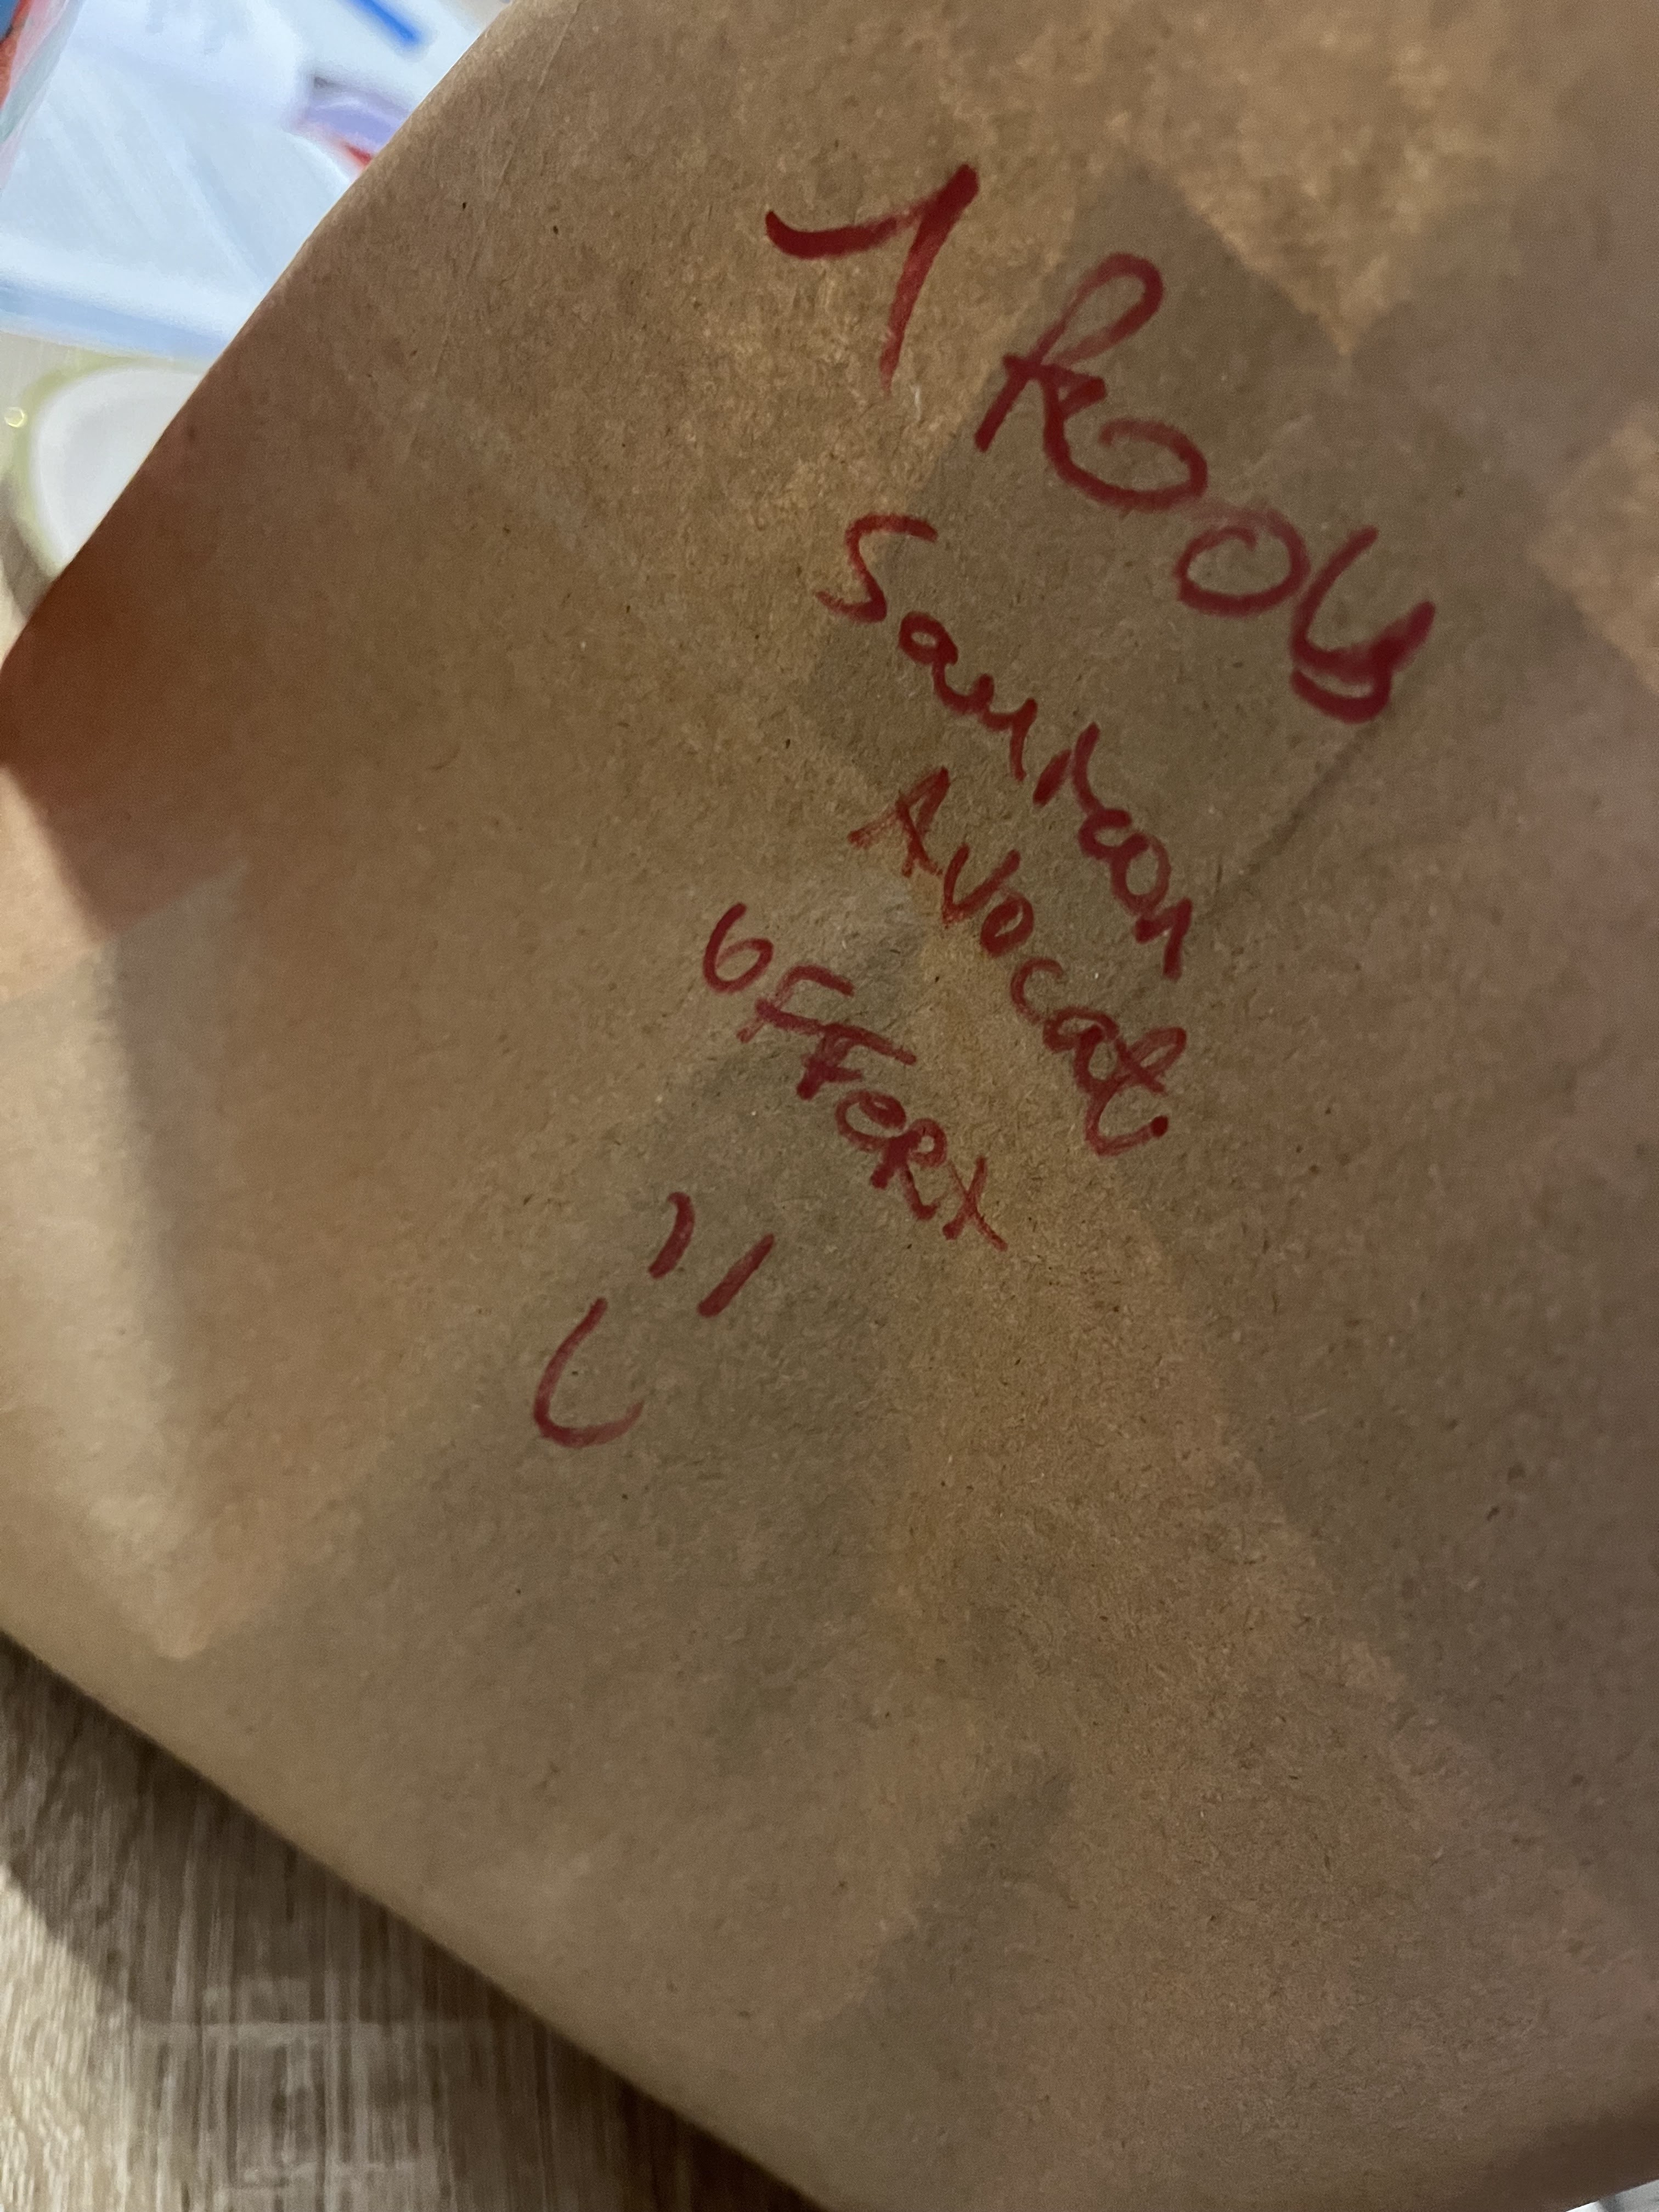 1 ROLL
Saumon
Avocat
OFFERT